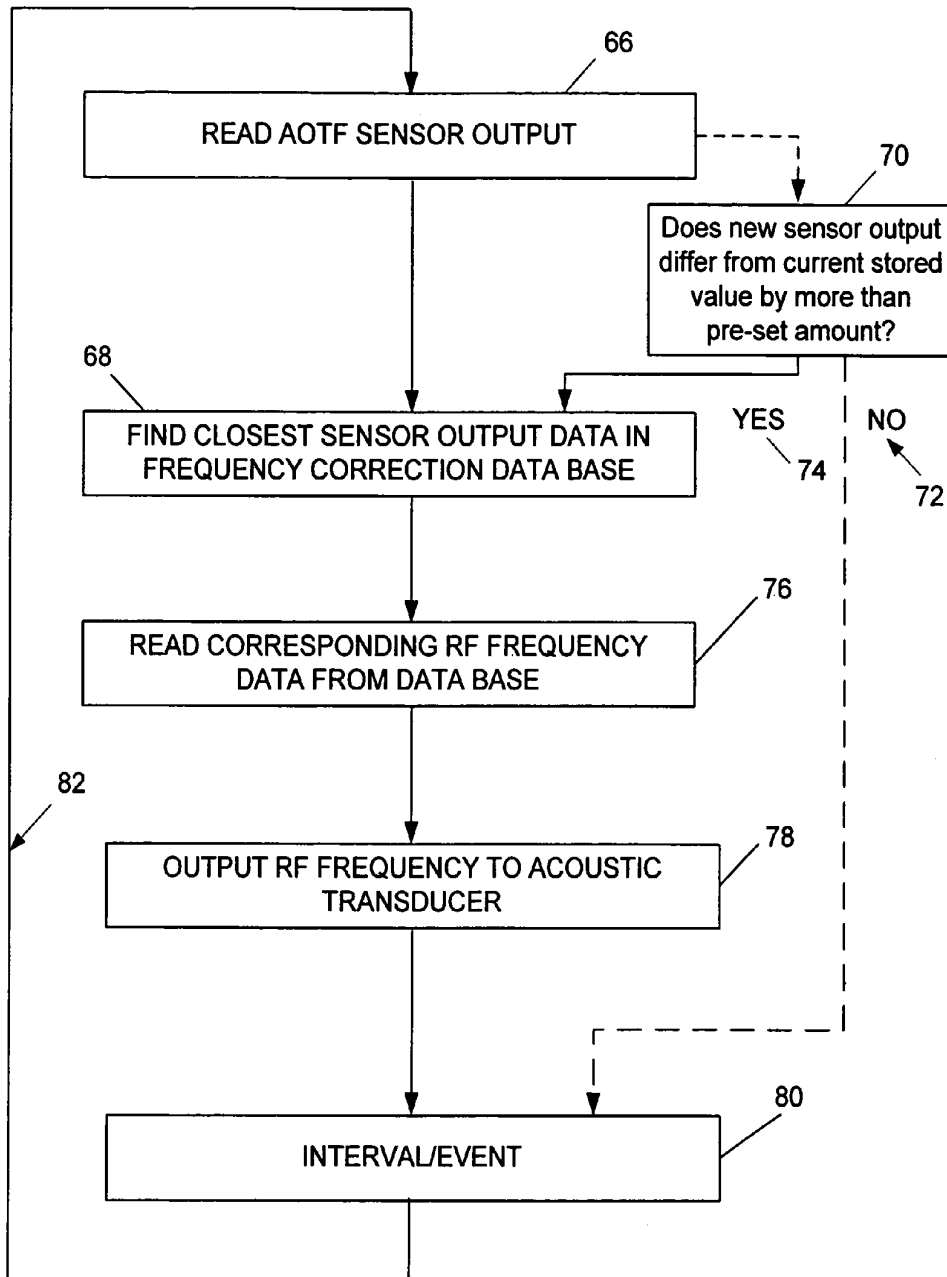 66
READ AOTF SENSOR OUTPUT
70
Does new sensor output
differ from current stored
value by more than
pre-set amount?
68
YES
NO
74
72
FIND CLOSEST SENSOR OUTPUT DATA IN
FREQUENCY CORRECTION DATA BASE
76
READ CORRESPONDING RF FREQUENCY
DATA FROM DATA BASE
82
78
OUTPUT RF FREQUENCY TO ACOUSTIC
TRANSDUCER
80
INTERVAL/EVENT